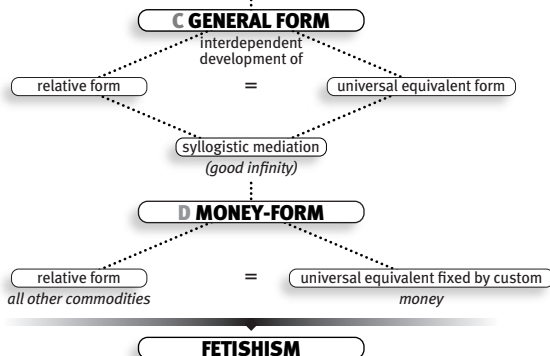 C GENERAL FORM
interdependent
development of
relative form = universal equivalent form
syllogistic mediation
(good infinity)
D MONEY-FORM
relative form = universal equivalent fixed by custom
all other commodities money
FETISHISM